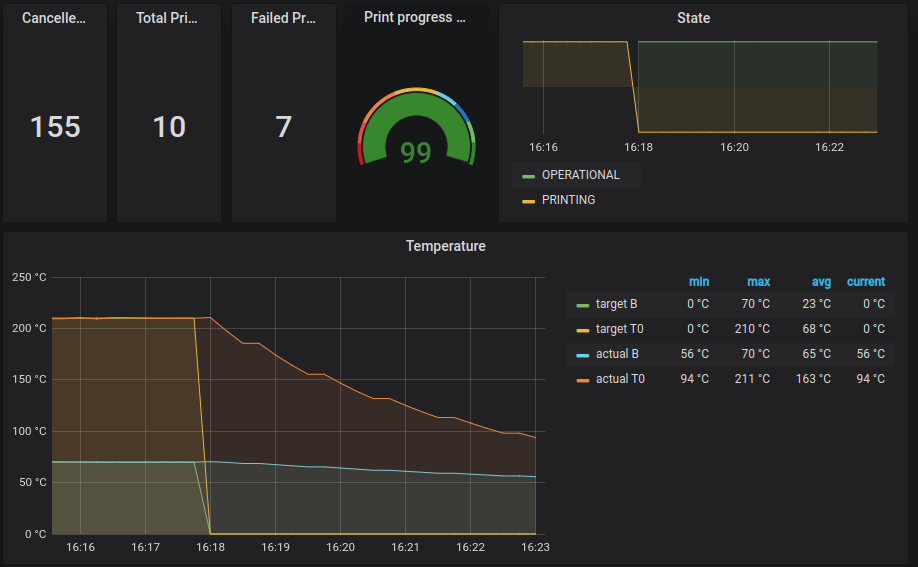 Cancelle... Total Pri... Failed Pr... Print progress ... State
155 10 7 99
16:16 16:18 16:20 16:22
OPERATIONAL
PRINTING
Temperature
250 °C
200 °C
150 °C
100 °C
50 °C
0 °C
16:16 16:17 16:18 16:19 16:20 16:21 16:22 16:23
min max avg current
target B 0 °C 70 °C 23 °C 0 °C
target T0 0 °C 210 °C 68 °C 0 °C
actual B 56 °C 70 °C 65 °C 56 °C
actual T0 94 °C 211 °C 163 °C 94 °C